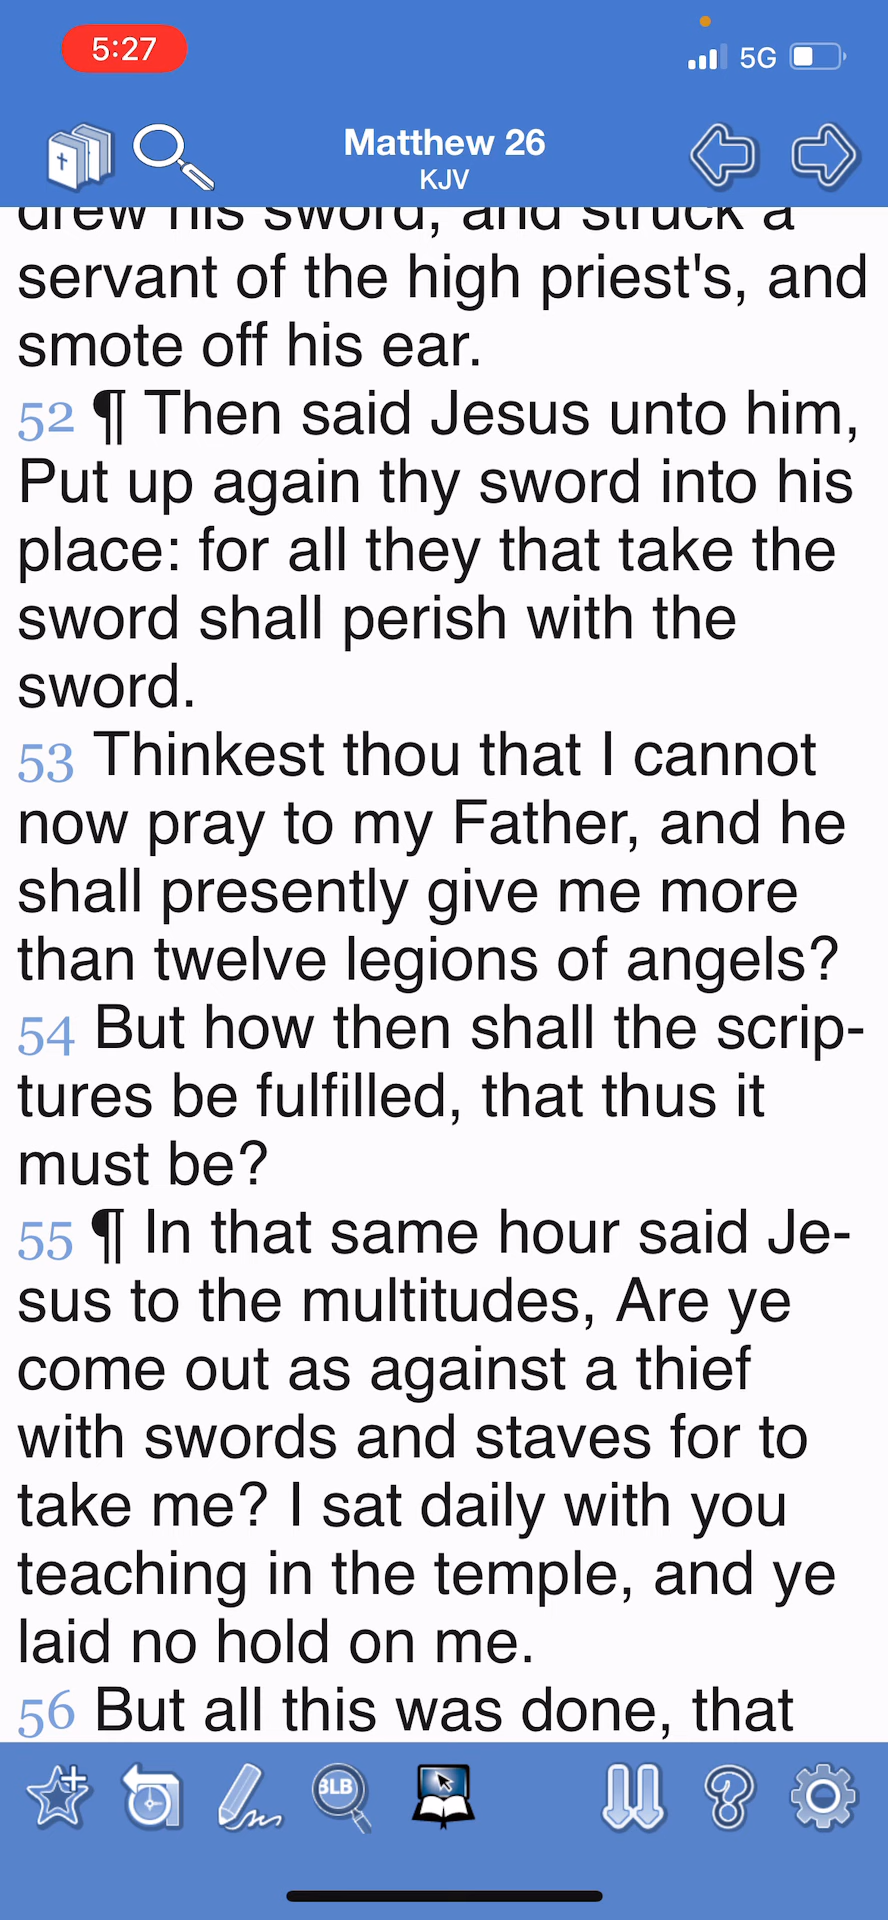 5:27
5G
Matthew 26
KJV
drew his sword, and struck a
servant of the high priest's, and
smote off his ear.
52 ¶ Then said Jesus unto him,
Put up again thy sword into his
place: for all they that take the
sword shall perish with the
sword.
53 Thinkest thou that I cannot
now pray to my Father, and he
shall presently give me more
than twelve legions of angels?
54 But how then shall the scrip-
tures be fulfilled, that thus it
must be?
55 ¶ In that same hour said Je-
sus to the multitudes, Are ye
come out as against a thief
with swords and staves for to
take me? I sat daily with you
teaching in the temple, and ye
laid no hold on me.
56 But all this was done, that
BLB